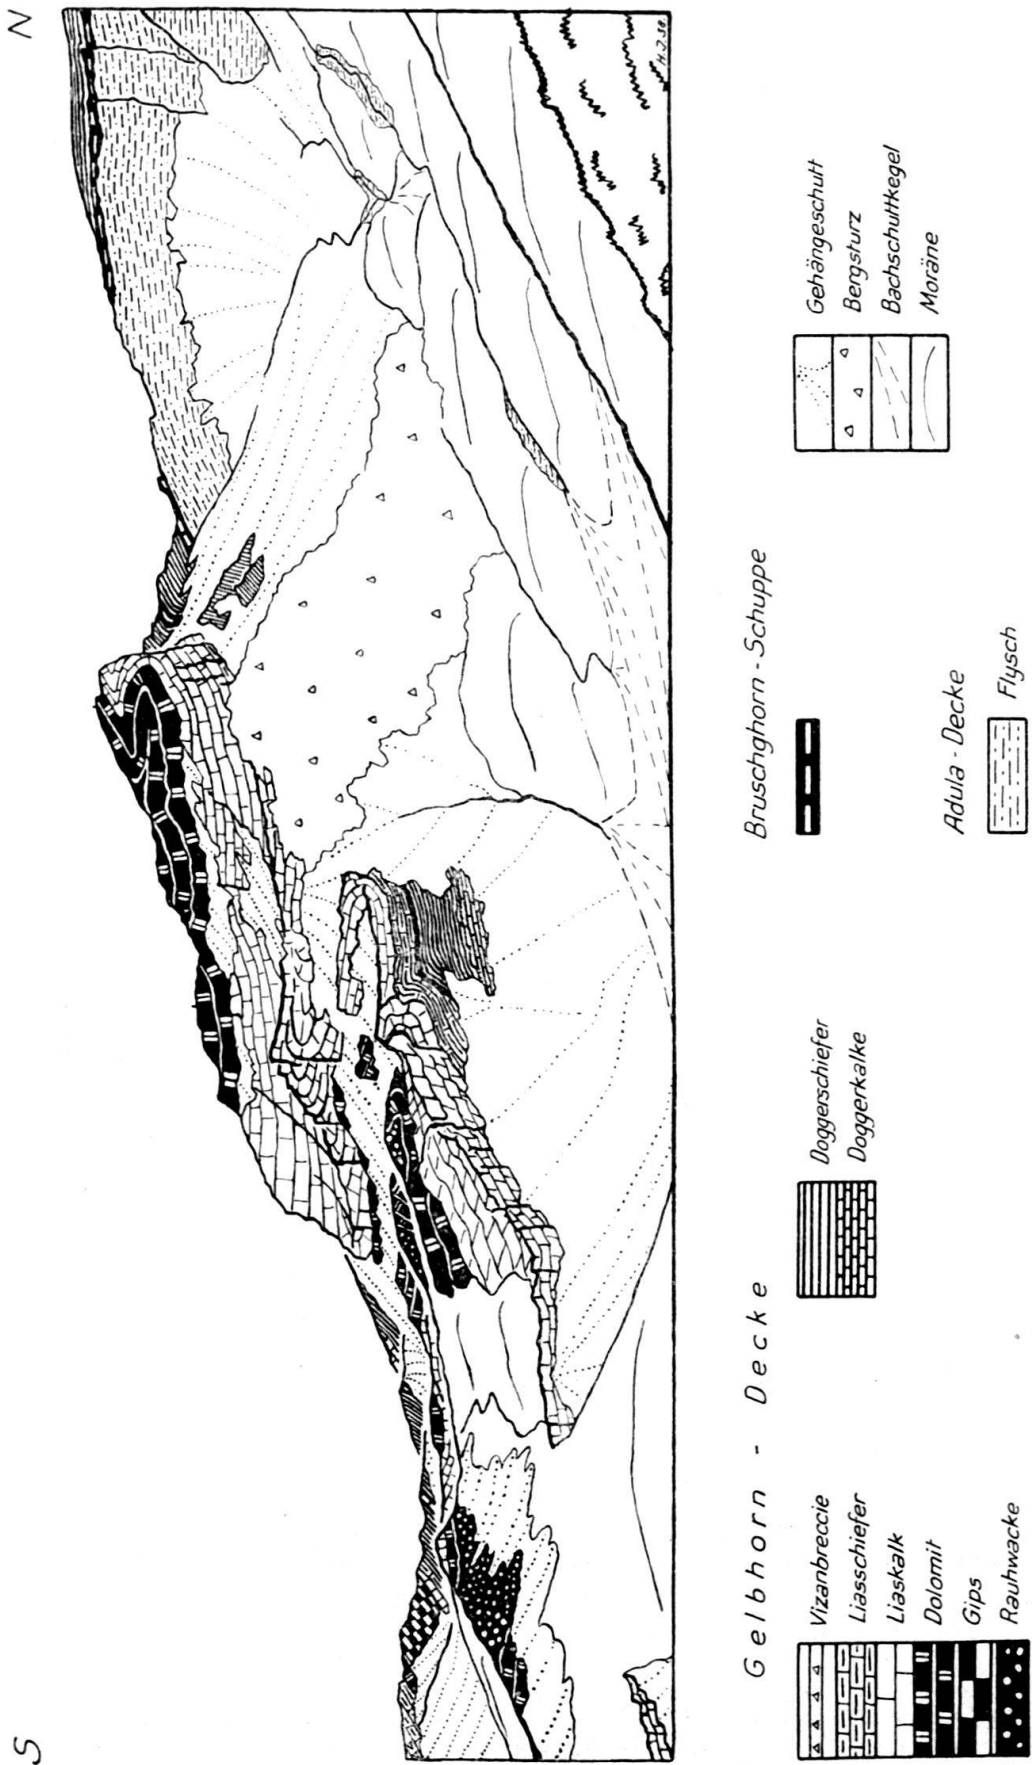 S
N
H.J.38
Gelbhorn - Decke
Vizanbreccie
Liasschiefer
Liaskalk
Dolomit
Gips
Rauhwacke
Doggerschiefer
Doggerkalke
Bruschghorn - Schuppe
Adula - Decke
Flysch
Gehängeschutt
Bergsturz
Bachschuttkegel
Moräne